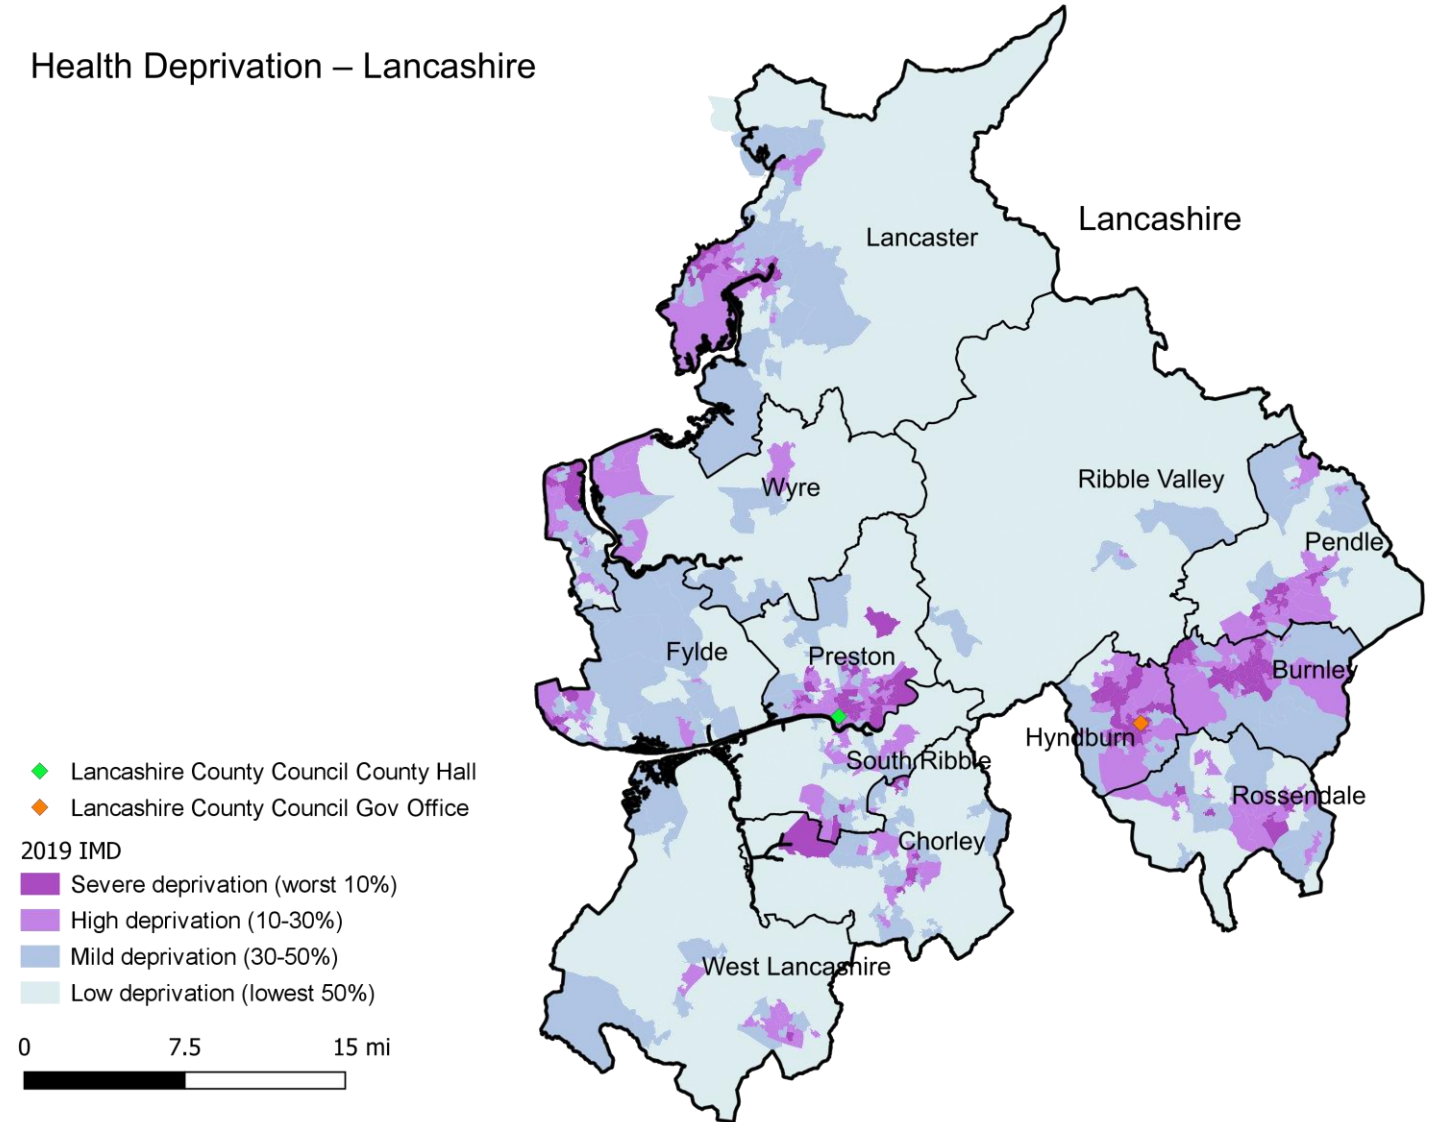 Health Deprivation – Lancashire
Lancashire
Lancaster
Ribble Valley
Wyre
Pendle
Fylde
Preston
Burnley
Hyndburn
South Ribble
Rossendale
Chorley
West Lancashire
Lancashire County Council County Hall
Lancashire County Council Gov Office
2019 IMD
Severe deprivation (worst 10%)
High deprivation (10-30%)
Mild deprivation (30-50%)
Low deprivation (lowest 50%)
0 7.5 15 mi